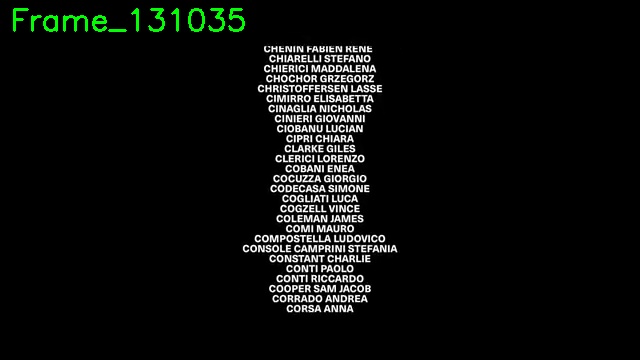 Frame_131035
CHENIN FABIEN RENE
CHIARELLI STEFANO
CHIERICI MADDALENA
CHOCHOR GRZEGORZ
CHRISTOFFERSEN LASSE
CIMIRRO ELISABETTA
CINAGLIA NICHOLAS
CINIERI GIOVANNI
CIOBANU LUCIAN
CIPRI CHIARA
CLARKE GILES
CLERICI LORENZO
COBANI ENEA
COCUZZA GIORGIO
CODECASA SIMONE
COGLIATI LUCA
COGZELL VINCE
COLEMAN JAMES
COMI MAURO
COMPOSTELLA LUDOVICO
CONSOLE CAMPRINI STEFANIA
CONSTANT CHARLIE
CONTI PAOLO
CONTI RICCARDO
COOPER SAM JACOB
CORRADO ANDREA
CORSA ANNA